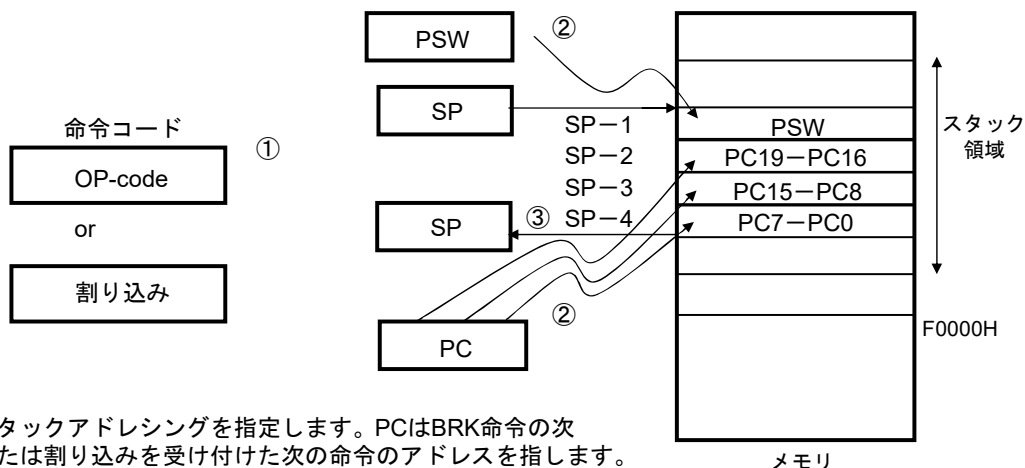 PSW
②
SP
命令コード
①
OP-code
or
割り込み
SP－1
SP－2
SP－3
SP－4
PSW
PC19－PC16
PC15－PC8
PC7－PC0
スタック
領域
SP
③
②
PC
F0000H
メモリ
タックアドレシングを指定します。PCはBRK命令の次
たは割り込みを受け付けた次の命令のアドレスを指します。